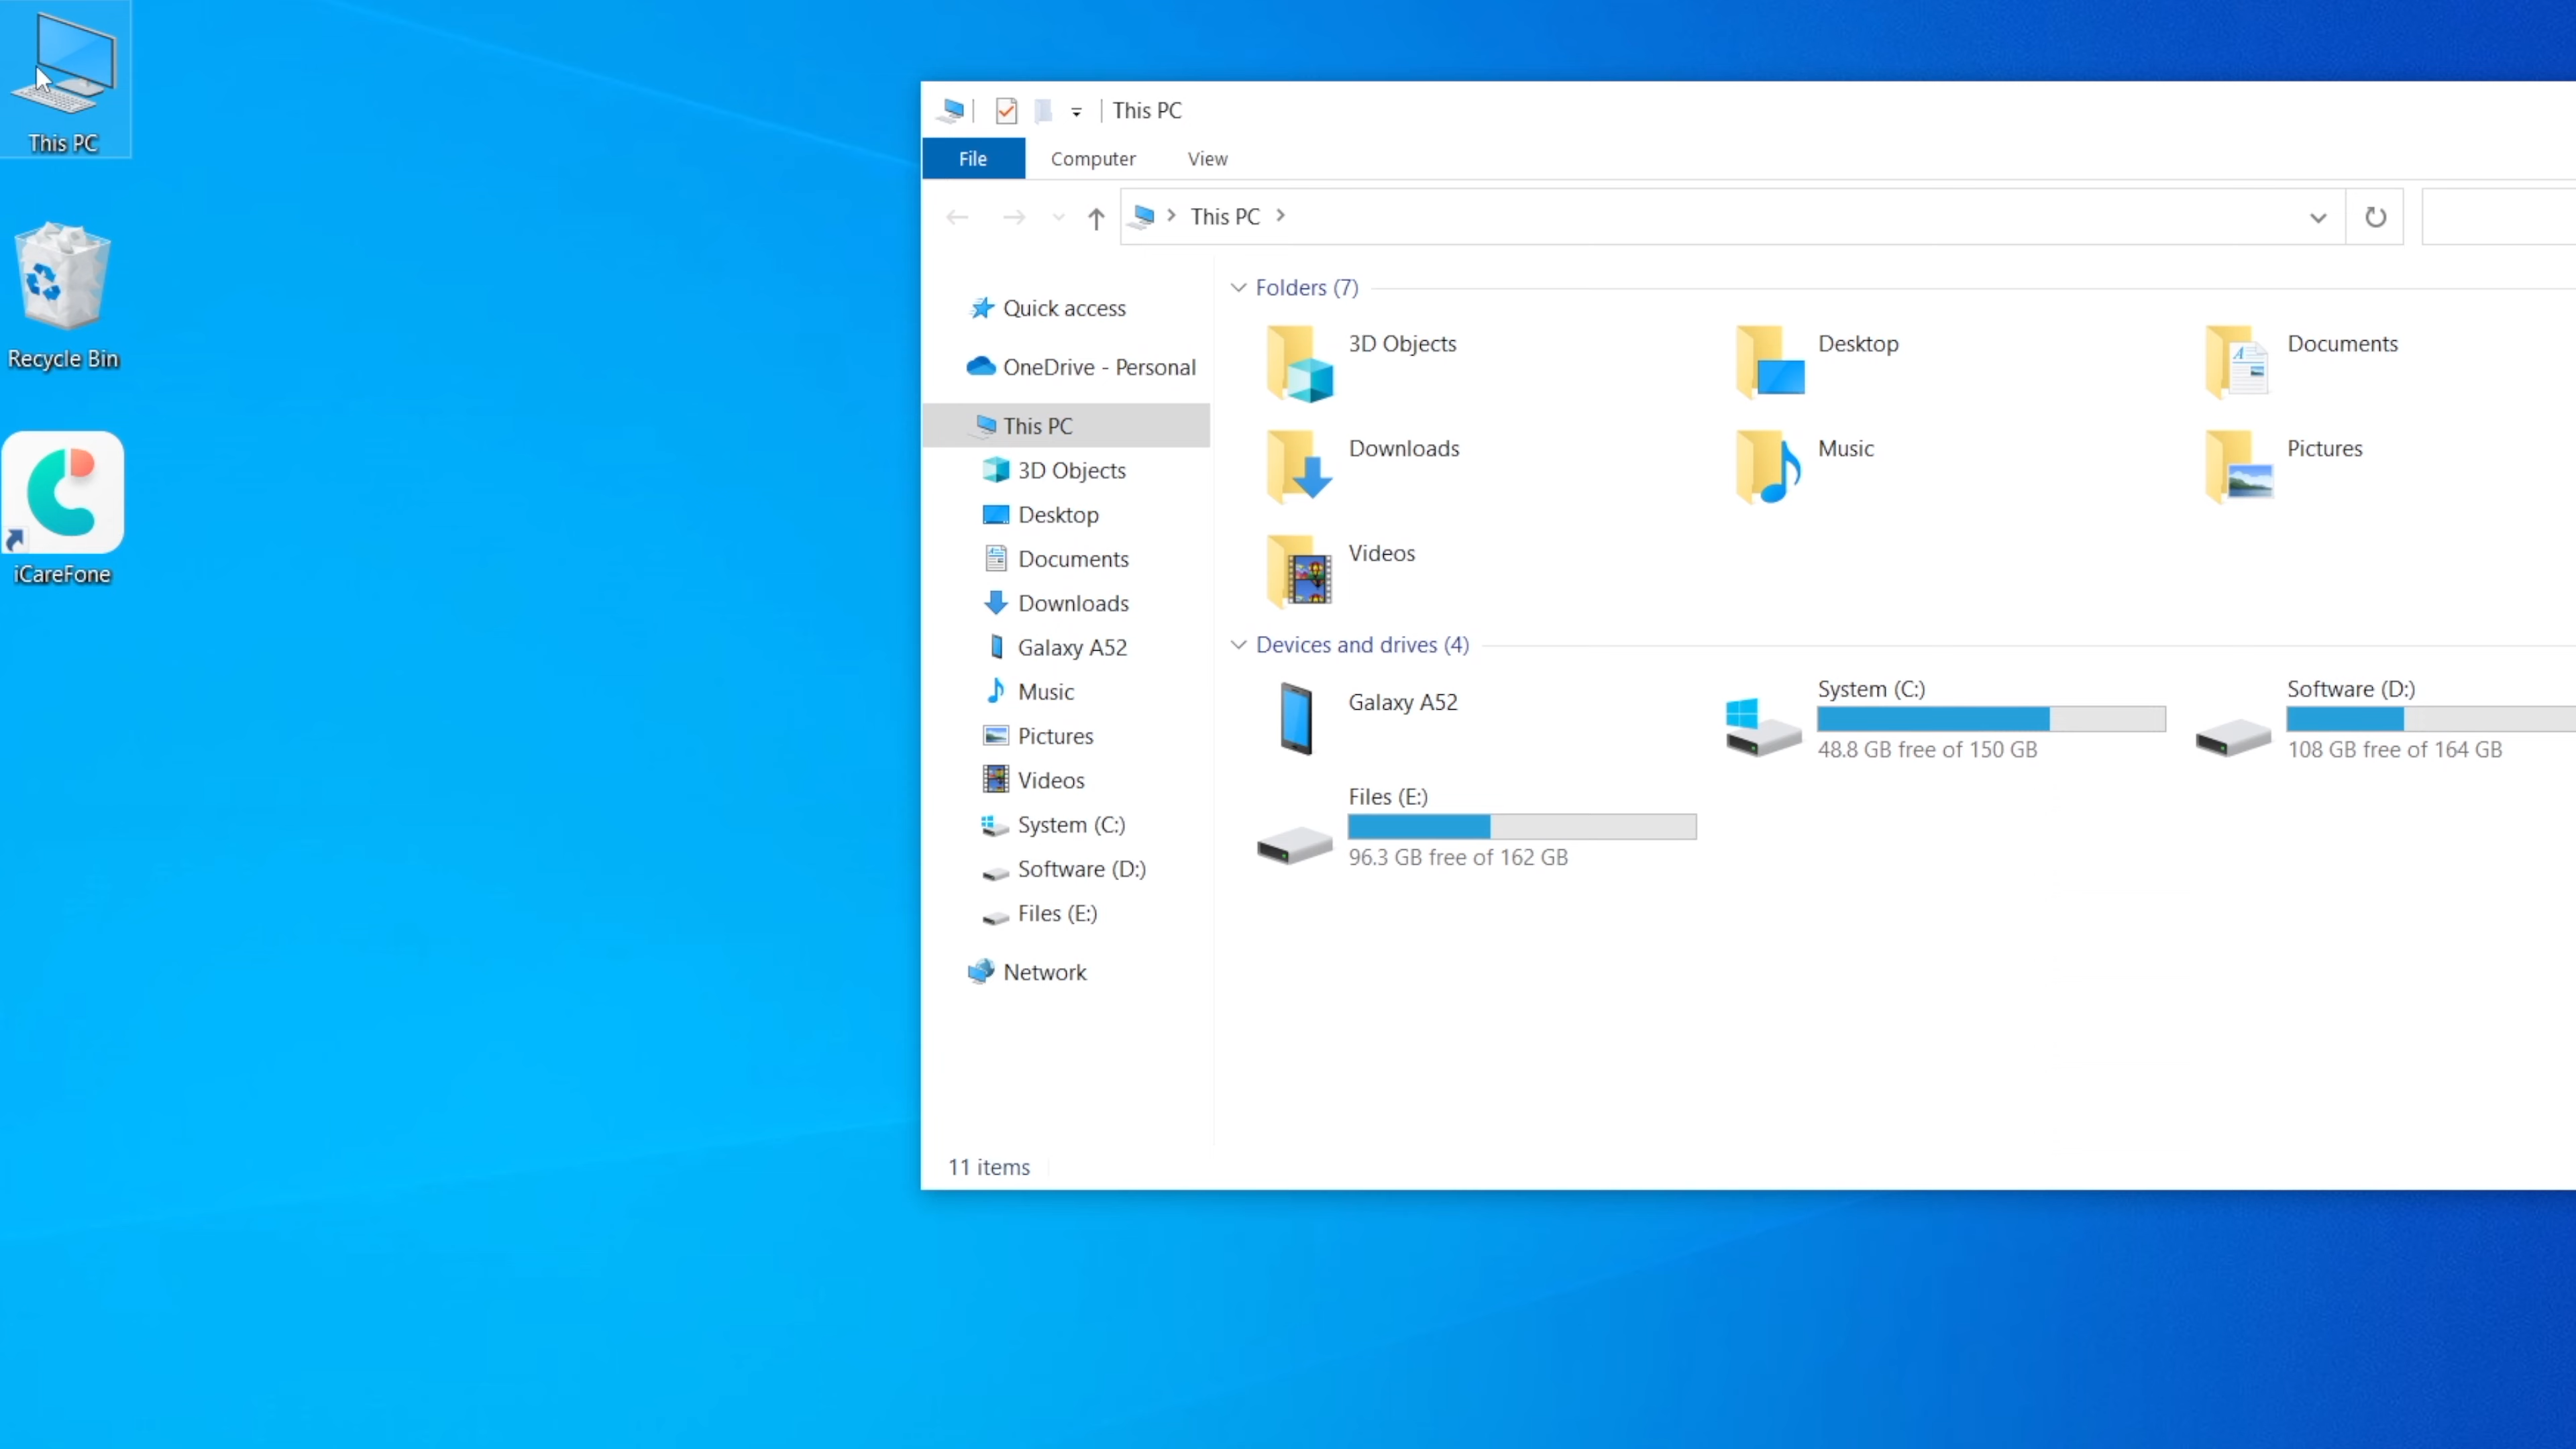 This PC
Recycle Bin
iCareFone
This PC
File Computer View
This PC
Quick access
OneDrive - Personal
This PC
3D Objects
Desktop
Documents
Downloads
Galaxy A52
Music
Pictures
Videos
System (C:)
Software (D:)
Files (E:)
Network
Folders (7)
3D Objects Desktop Documents
Downloads Music Pictures
Videos
Devices and drives (4)
Galaxy A52
System (C:)
48.8 GB free of 150 GB
Software (D:)
108 GB free of 164 GB
Files (E:)
96.3 GB free of 162 GB
11 items